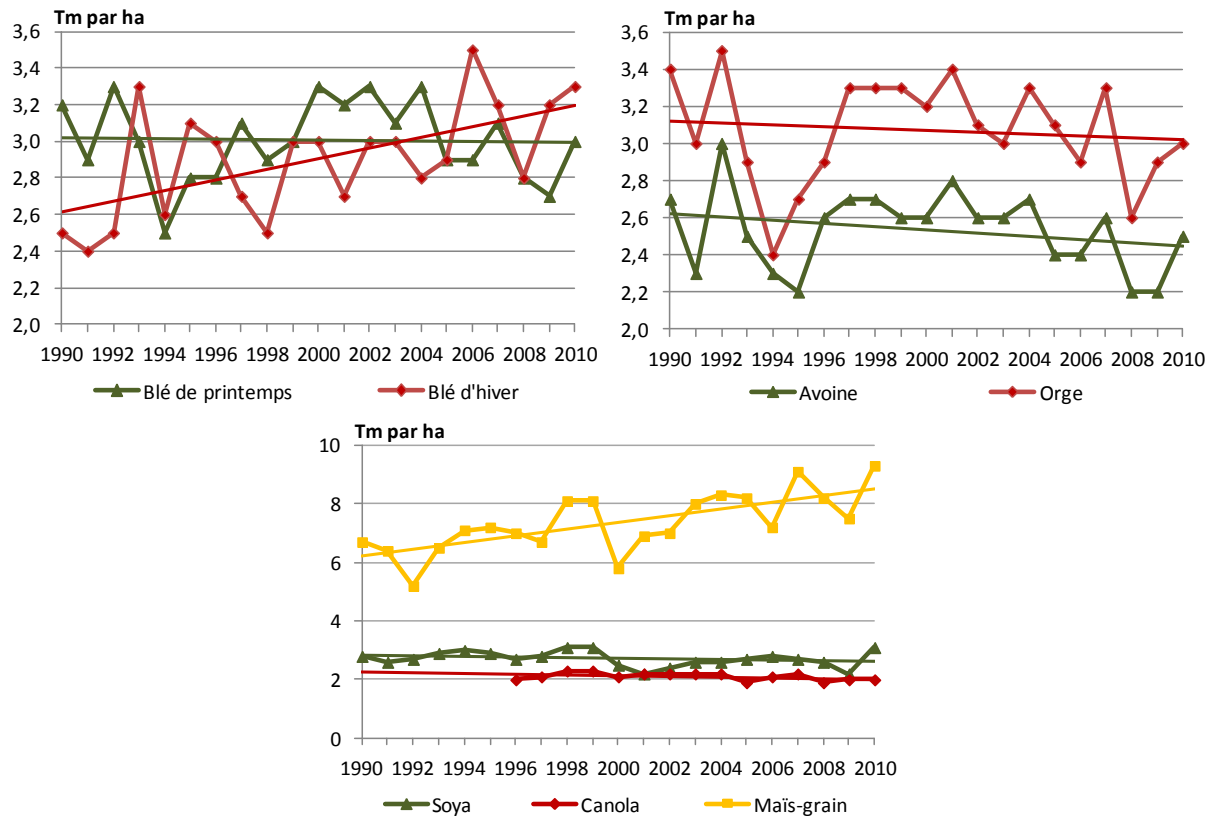 Tm par ha
3,6
3,4
3,2
3,0
2,8
2,6
2,4
2,2
2,0
1990 1992 1994 1996 1998 2000 2002 2004 2006 2008 2010
Blé de printemps Blé d'hiver
Tm par ha
3,6
3,4
3,2
3,0
2,8
2,6
2,4
2,2
2,0
1990 1992 1994 1996 1998 2000 2002 2004 2006 2008 2010
Avoine Orge
Tm par ha
10
8
6
4
2
0
1990 1992 1994 1996 1998 2000 2002 2004 2006 2008 2010
Soya Canola Maïs-grain